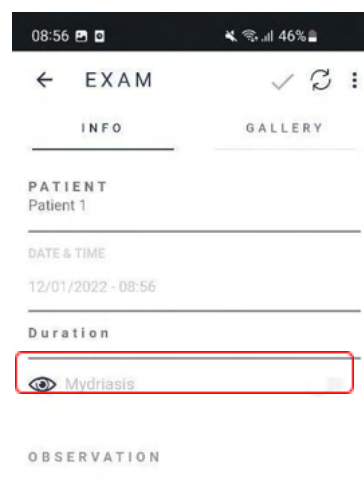 08:56 46%
EXAM
INFO GALLERY
PATIENT
Patient 1
DATE & TIME
12/01/2022 - 08:56
Duration
Mydriasis
OBSERVATION